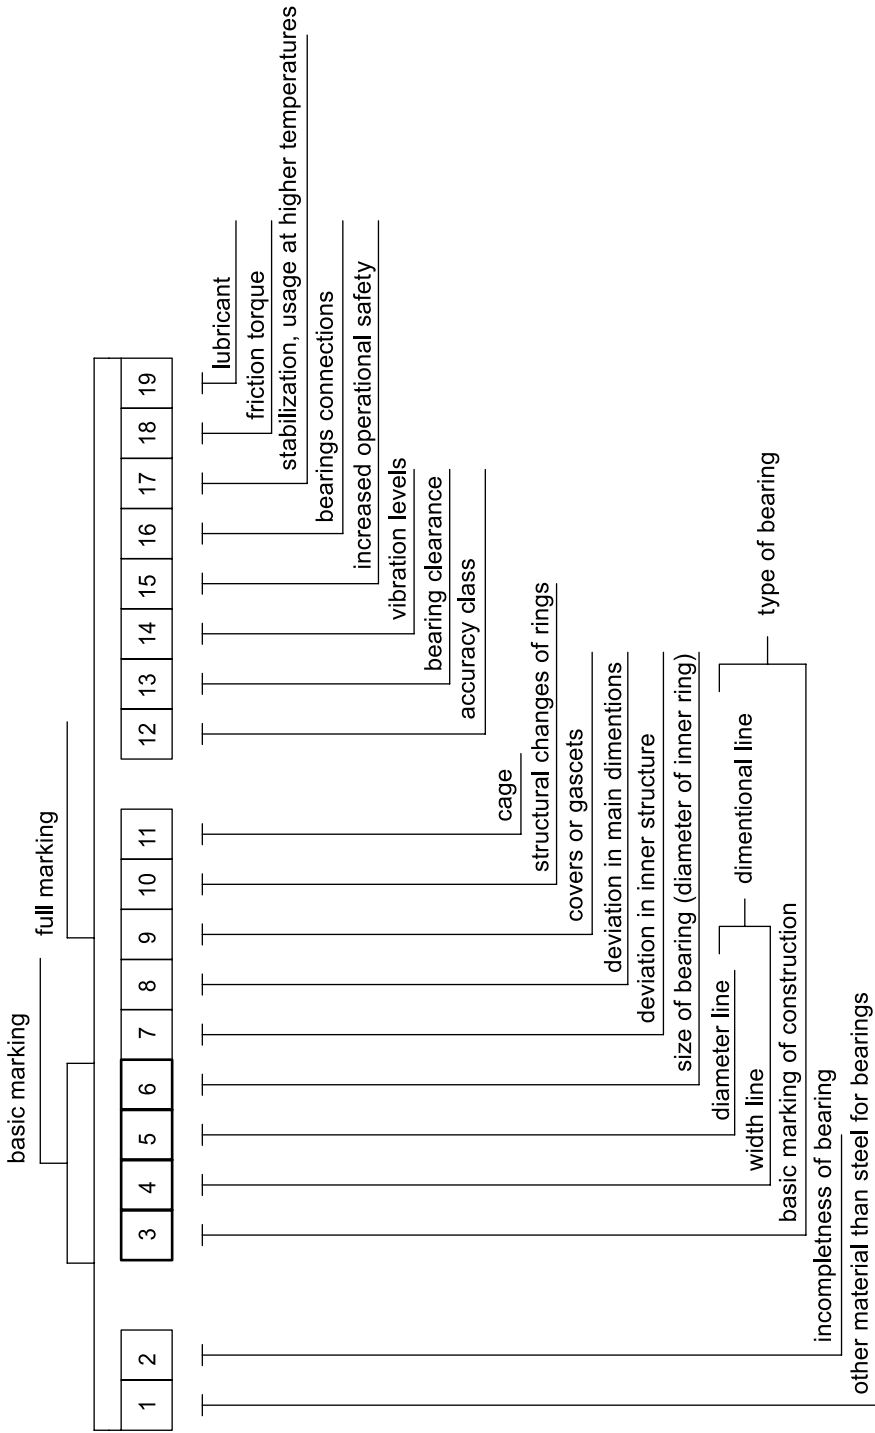 basic marking
full marking
1
2
3
4
5
6
7
8
9
10
11
12
13
14
15
16
17
18
19
lubricant
friction torque
stabilization, usage at higher temperatures
bearings connections
increased operational safety
vibration levels
bearing clearance
accuracy class
cage
structural changes of rings
covers or gascets
deviation in main dimentions
deviation in inner structure
size of bearing (diameter of inner ring)
diameter line
dimentional line
type of bearing
width line
basic marking of construction
incompletness of bearing
other material than steel for bearings